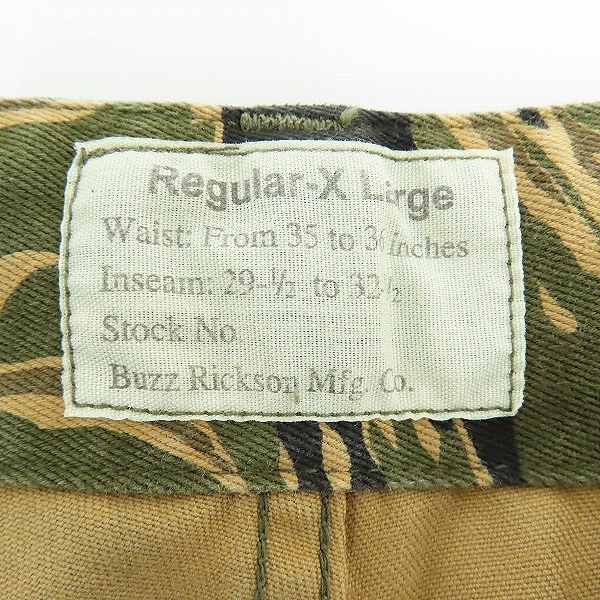 Regular-X Large
Waist: From 35 to 36 inches
Inseam: 29-½ to 32-½
Stock No.
Buzz Rickson Mfg. Co.